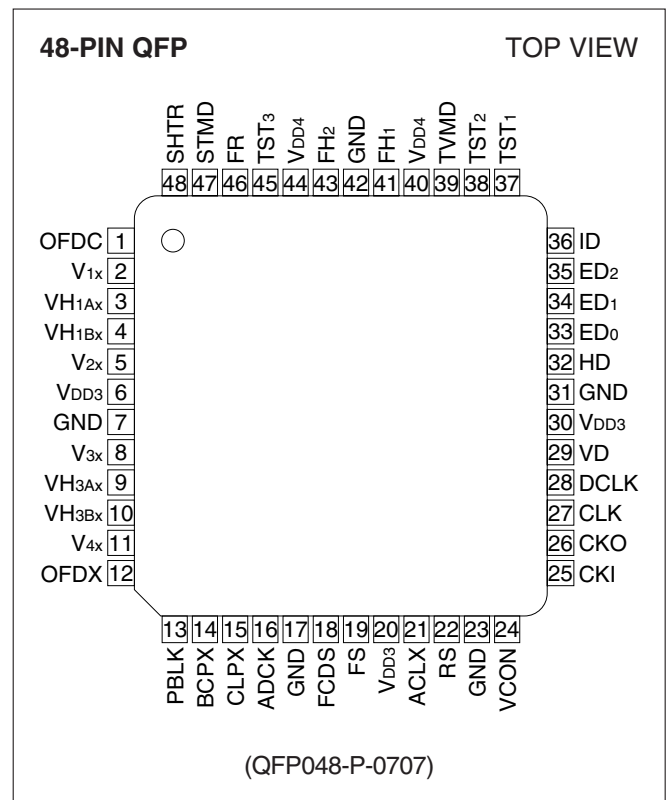 48-PIN QFP TOP VIEW
SHTR STMD FR TST3 VDD4 FH2 GND FH1 VDD4 TVMD TST2 TST1
48 47 46 45 44 43 42 41 40 39 38 37
OFDC 1 36 ID
V1X 2 35 ED2
VH1AX 3 34 ED1
VH1BX 4 33 ED0
V2X 5 32 HD
VDD3 6 31 GND
GND 7 30 VDD3
V3X 8 29 VD
VH3AX 9 28 DCLK
VH3BX 10 27 CLK
V4X 11 26 CKO
OFDX 12 25 CKI
13 14 15 16 17 18 19 20 21 22 23 24
PBLK BCPX CLPX ADCK GND FCDS FS VDD3 ACLX RS GND VCON
(QFP048-P-0707)